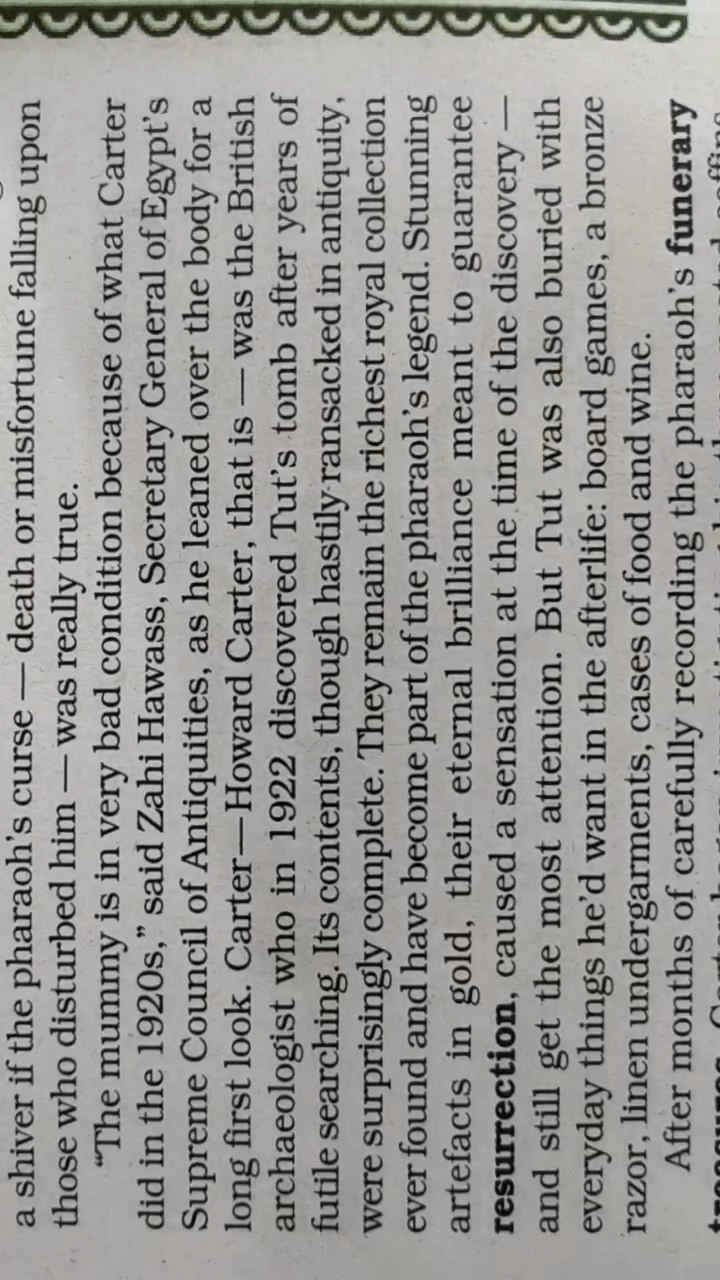 a shiver if the pharaoh's curse — death or misfortune falling upon
those who disturbed him — was really true.
“The mummy is in very bad condition because of what Carter
did in the 1920s,” said Zahi Hawass, Secretary General of Egypt's
Supreme Council of Antiquities, as he leaned over the body for a
long first look. Carter—Howard Carter, that is — was the British
archaeologist who in 1922 discovered Tut's tomb after years of
futile searching. Its contents, though hastily ransacked in antiquity,
were surprisingly complete. They remain the richest royal collection
ever found and have become part of the pharaoh's legend. Stunning
artefacts in gold, their eternal brilliance meant to guarantee
resurrection, caused a sensation at the time of the discovery —
and still get the most attention. But Tut was also buried with
everyday things he'd want in the afterlife: board games, a bronze
razor, linen undergarments, cases of food and wine.
After months of carefully recording the pharaoh's funerary